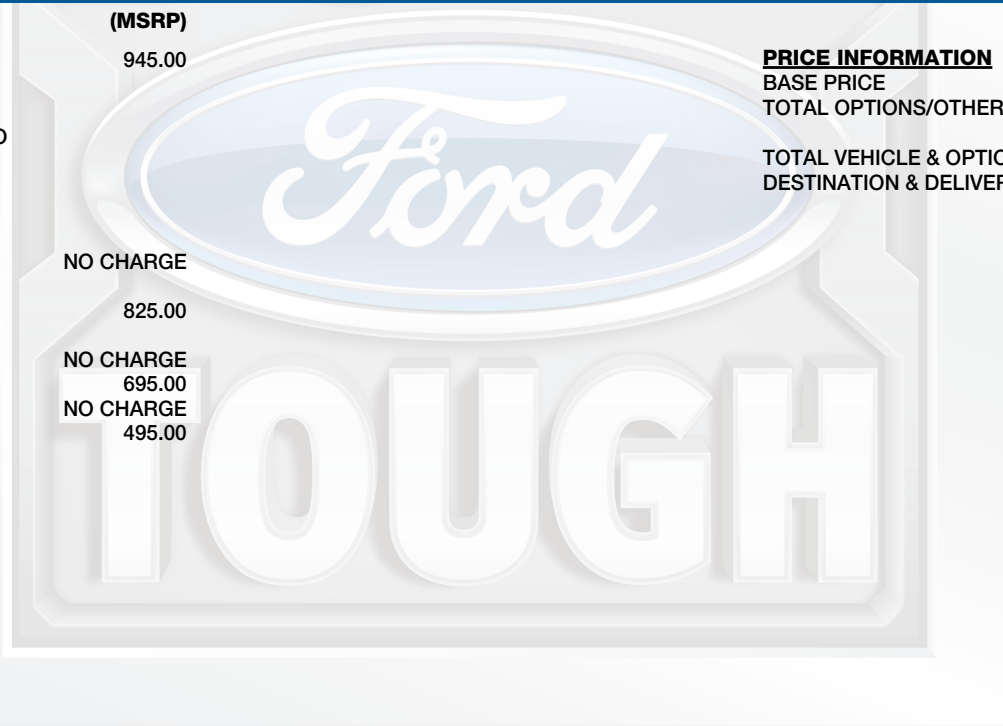 (MSRP)
945.00
NO CHARGE
825.00
NO CHARGE
695.00
NO CHARGE
495.00
PRICE INFORMATION
BASE PRICE
TOTAL OPTIONS/OTHER
TOTAL VEHICLE & OPTIO
DESTINATION & DELIVER
Ford
TOUGH